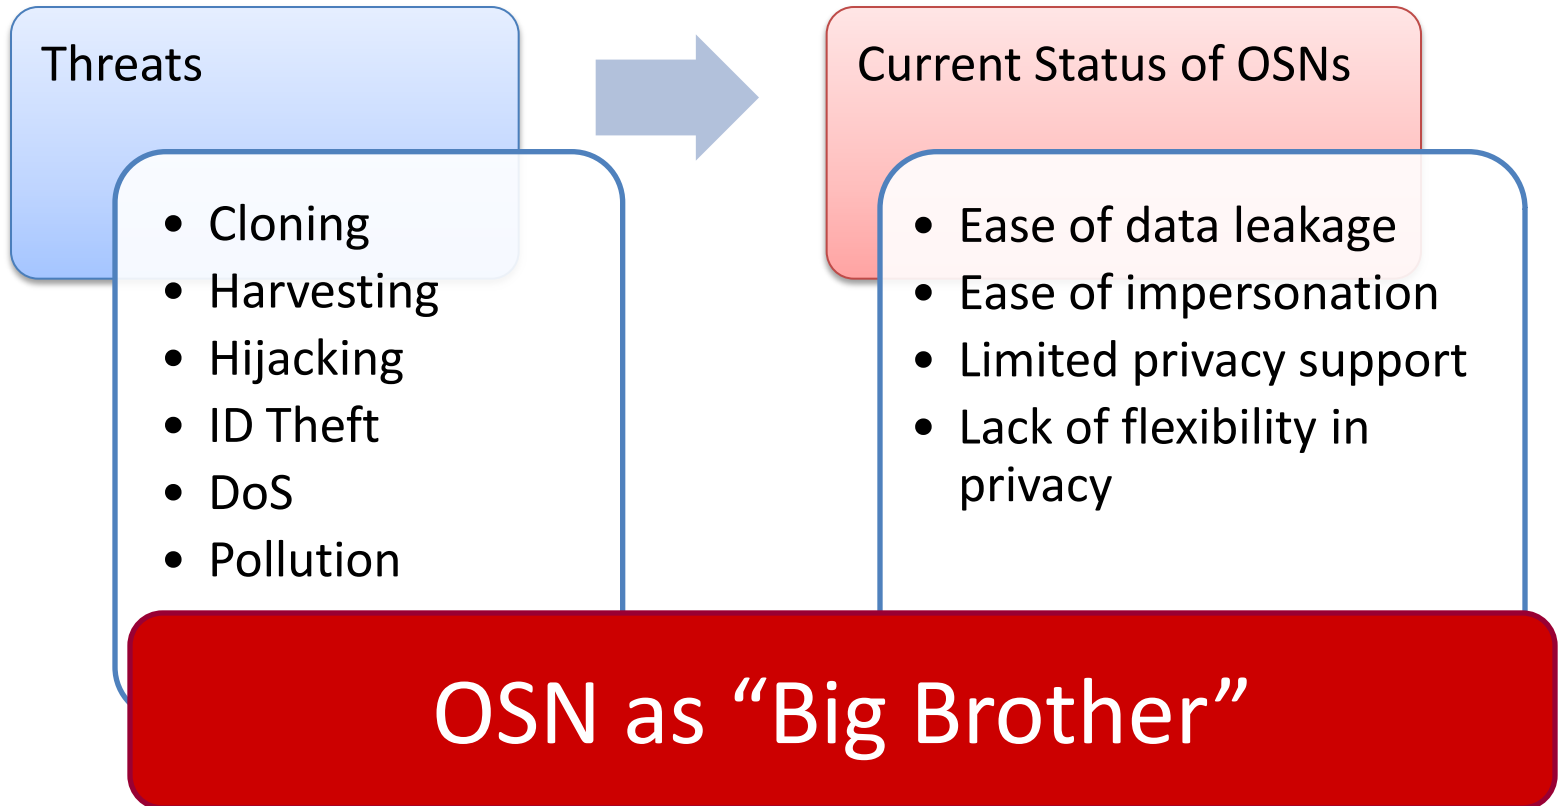 Threats
• Cloning
• Harvesting
• Hijacking
• ID Theft
• DoS
• Pollution
Current Status of OSNs
• Ease of data leakage
• Ease of impersonation
• Limited privacy support
• Lack of flexibility in
privacy
OSN as “Big Brother”